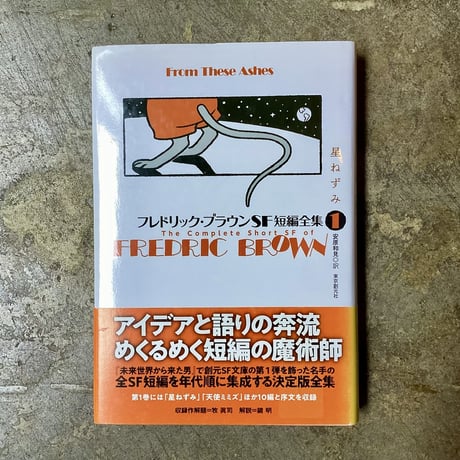 From These Ashes
星ねずみ
フレドリック・ブラウンSF短編全集1
The Complete Short SF of
FREDRIC BROWN
安原和見◎訳
東京創元社
アイデアと語りの奔流
めくるめく短編の魔術師
『未来世界から来た男』で創元SF文庫の第1弾を飾った名手の
全SF短編を年代順に集成する決定版全集
第1巻には「星ねずみ」「天使ミミズ」ほか10編と序文を収録
収録作解題=牧 眞司 解説=鏡 明